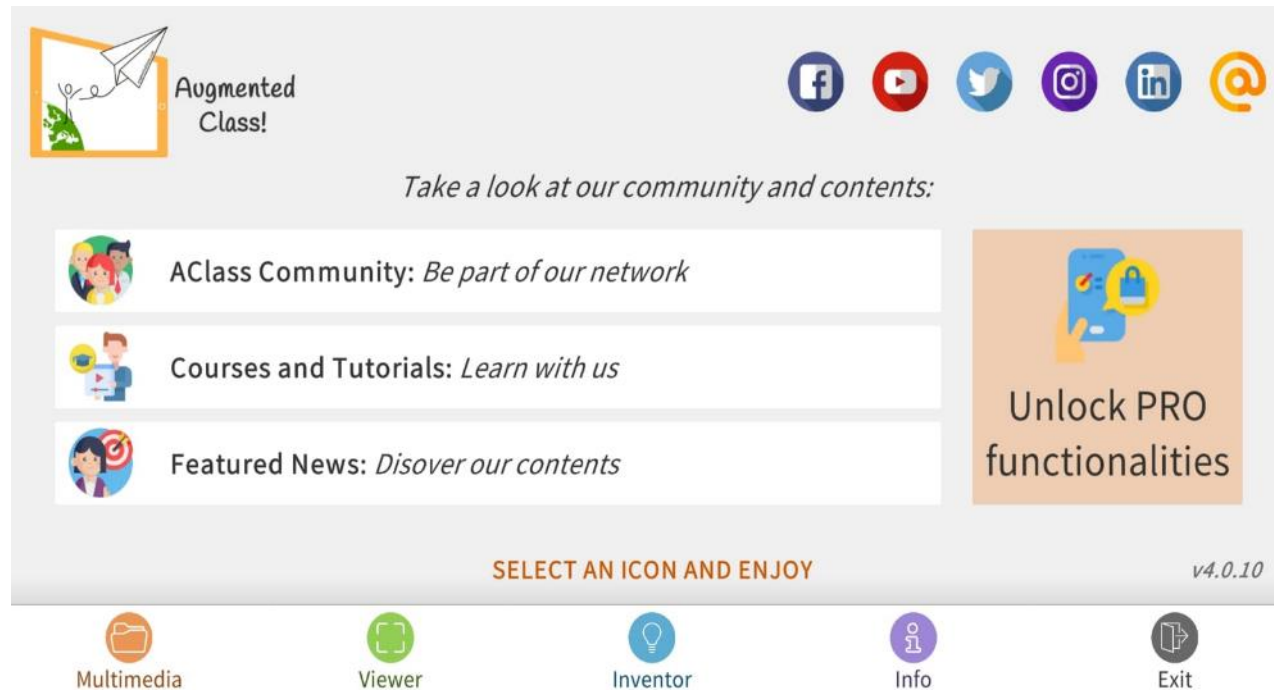 Augmented
Class!
Take a look at our community and contents:
AClass Community: Be part of our network
Courses and Tutorials: Learn with us
Featured News: Disover our contents
Unlock PRO
functionalities
SELECT AN ICON AND ENJOY
v4.0.10
Multimedia
Viewer
Inventor
Info
Exit